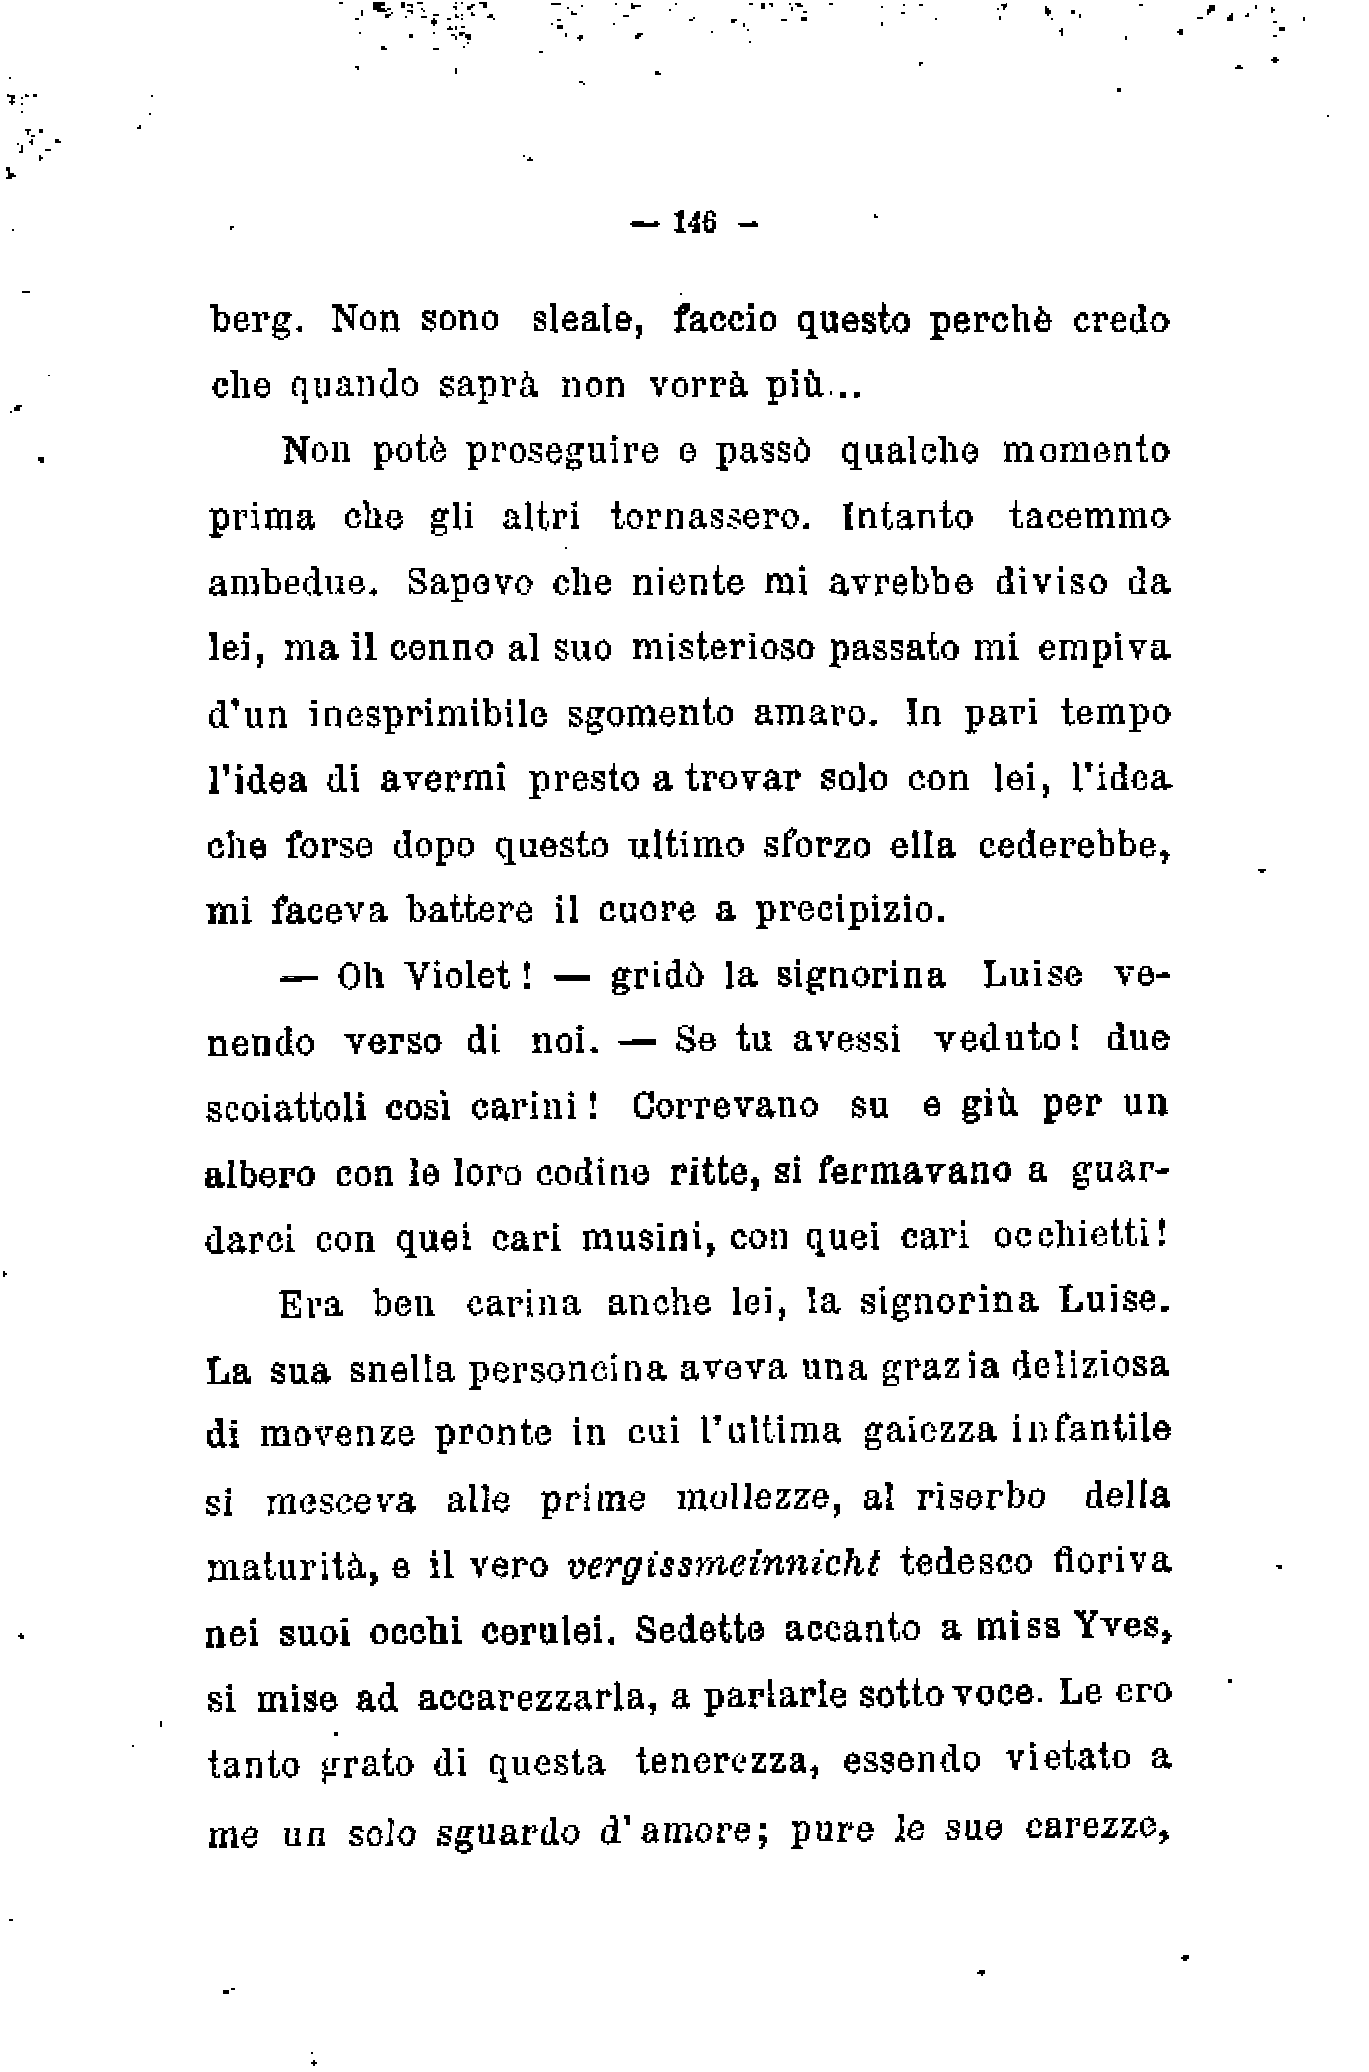 — 146 —
berg. Non sono sleale, faccio questo perchè credo
che quando saprà non vorrà più...
Non potè proseguire e passò qualche momento
prima che gli altri tornassero. Intanto tacemmo
ambedue. Sapevo che niente mi avrebbe diviso da
lei, ma il cenno al suo misterioso passato mi empiva
d'un inesprimibile sgomento amaro. In pari tempo
l'idea di avermi presto a trovar solo con lei, l'idea
che forse dopo questo ultimo sforzo ella cederebbe,
mi faceva battere il cuore a precipizio.
— Oh Violet! — gridò la signorina Luise ve-
nendo verso di noi. — Se tu avessi veduto! due
scoiattoli così carini! Correvano su e giù per un
albero con le loro codine ritte, si fermavano a guar-
darci con quei cari musini, con quei cari occhietti!
Era ben carina anche lei, la signorina Luise.
La sua snella personcina aveva una grazia deliziosa
di movenze pronte in cui l'ultima gaiezza infantile
si mesceva alle prime mollezze, al riserbo della
maturità, e il vero vergissmeinnicht tedesco fioriva
nei suoi occhi cerulei. Sedette accanto a miss Yves,
si mise ad accarezzarla, a parlarle sotto voce. Le ero
tanto grato di questa tenerezza, essendo vietato a
me un solo sguardo d'amore; pure le sue carezze,